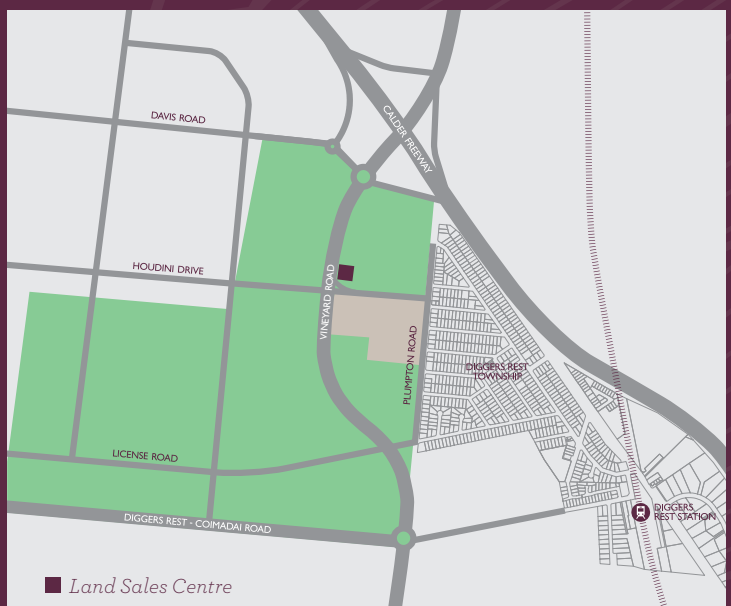 DAVIS ROAD
CALDER FREEWAY
HOUDINI DRIVE
VINEYARD ROAD
PLUMPTON ROAD
DIGGERS REST
TOWNSHIP
LICENSE ROAD
DIGGERS REST - COIMADAI ROAD
DIGGERS
REST STATION
Land Sales Centre